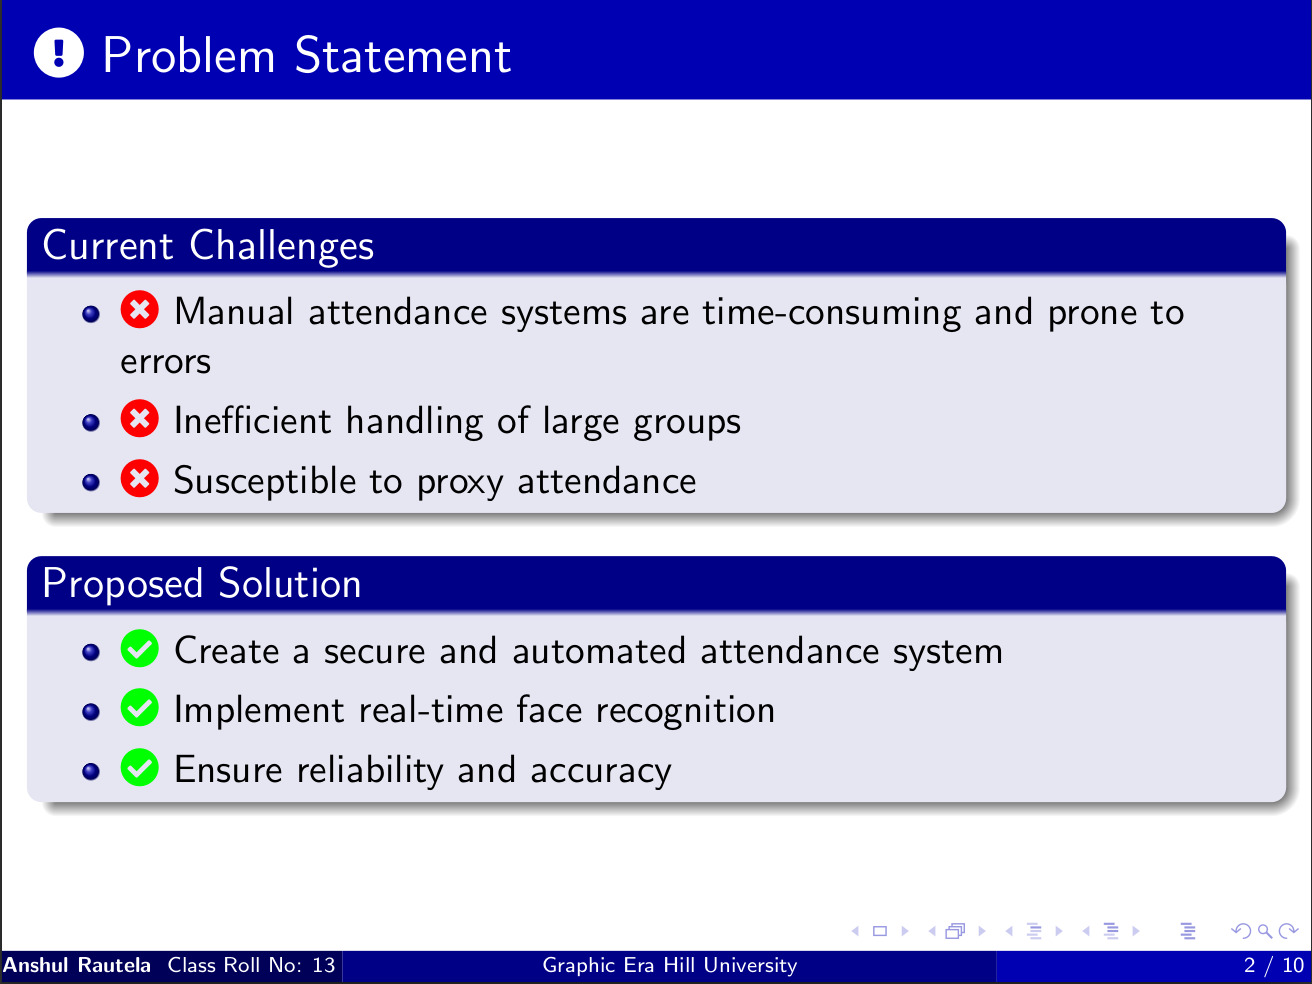 Problem Statement
Current Challenges
Manual attendance systems are time-consuming and prone to
errors
Inefficient handling of large groups
Susceptible to proxy attendance
Proposed Solution
Create a secure and automated attendance system
Implement real-time face recognition
Ensure reliability and accuracy
Anshul Rautela Class Roll No: 13 Graphic Era Hill University 2 / 10